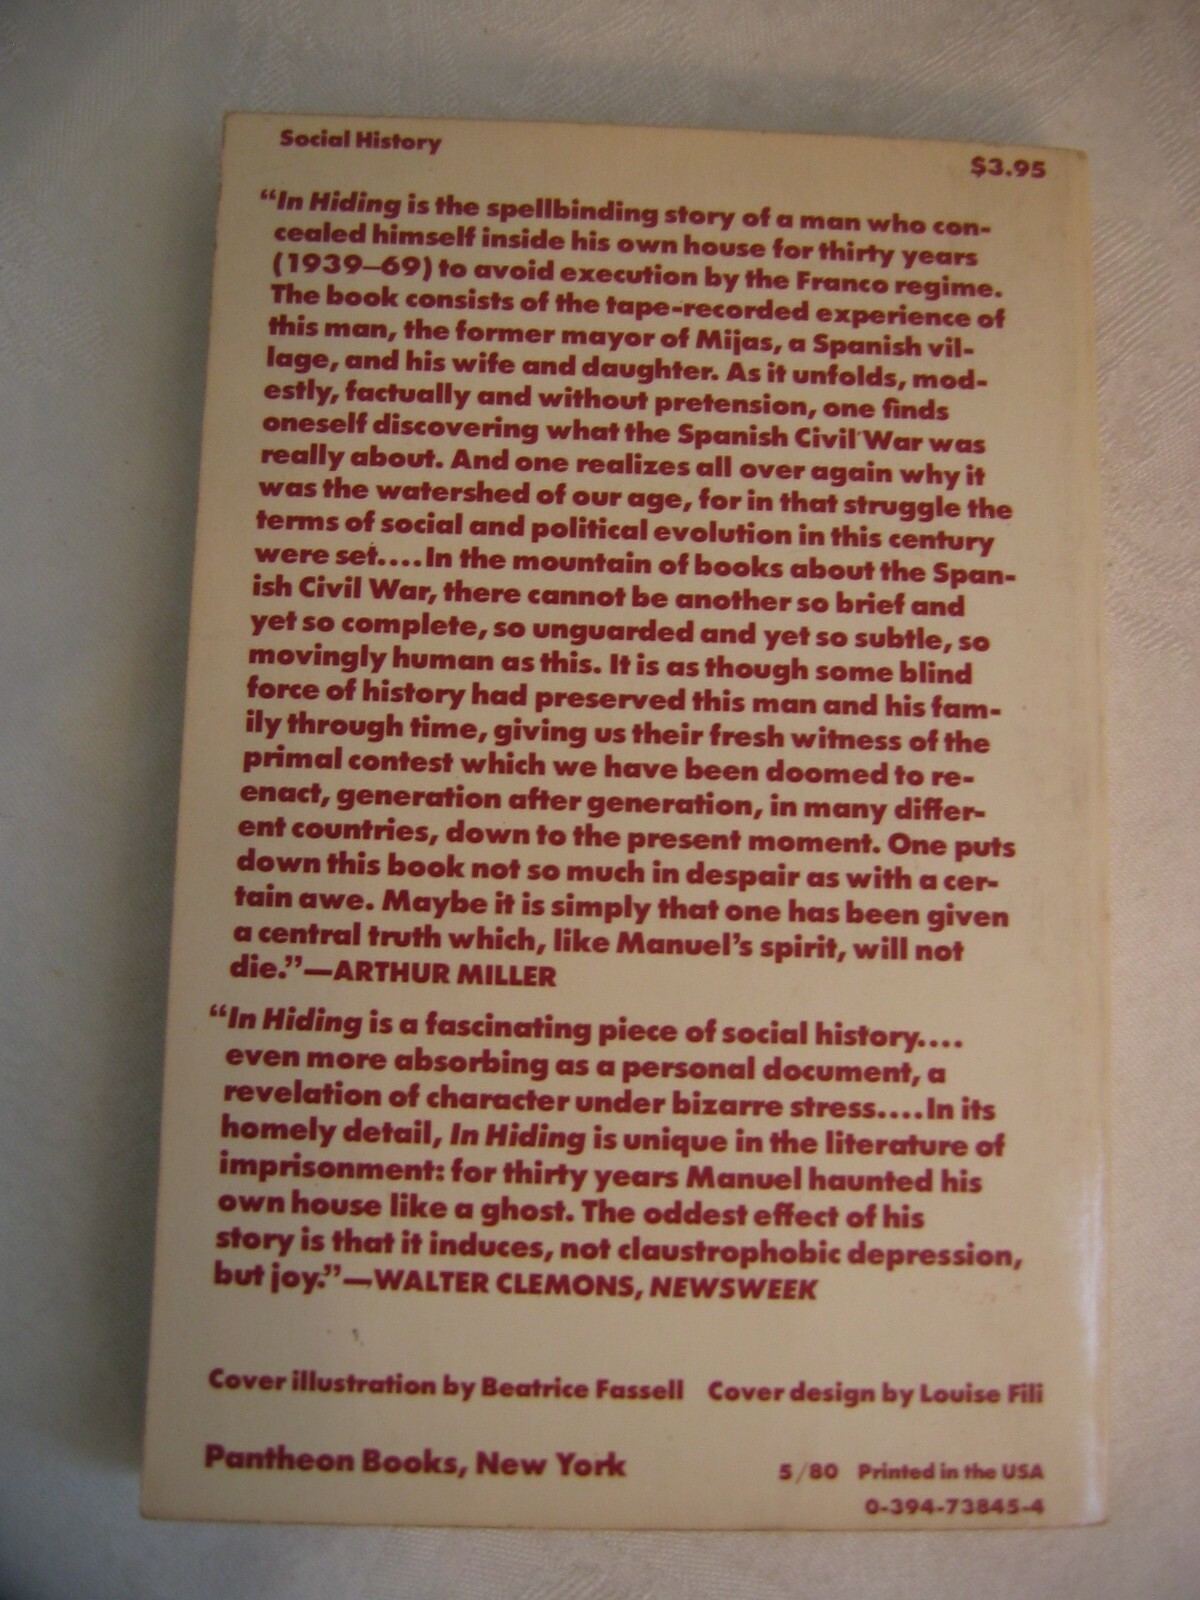 Social History
$3.95
“In Hiding is the spellbinding story of a man who con-
cealed himself inside his own house for thirty years
(1939–69) to avoid execution by the Franco regime.
The book consists of the tape-recorded experience of
this man, the former mayor of Mijas, a Spanish vil-
lage, and his wife and daughter. As it unfolds, mod-
estly, factually and without pretension, one finds
oneself discovering what the Spanish Civil War was
really about. And one realizes all over again why it
was the watershed of our age, for in that struggle the
terms of social and political evolution in this century
were set....In the mountain of books about the Span-
ish Civil War, there cannot be another so brief and
yet so complete, so unguarded and yet so subtle, so
movingly human as this. It is as though some blind
force of history had preserved this man and his fam-
ily through time, giving us their fresh witness of the
primal contest which we have been doomed to re-
enact, generation after generation, in many differ-
ent countries, down to the present moment. One puts
down this book not so much in despair as with a cer-
tain awe. Maybe it is simply that one has been given
a central truth which, like Manuel’s spirit, will not
die.”—ARTHUR MILLER
“In Hiding is a fascinating piece of social history....
even more absorbing as a personal document, a
revelation of character under bizarre stress....In its
homely detail, In Hiding is unique in the literature of
imprisonment: for thirty years Manuel haunted his
own house like a ghost. The oddest effect of his
story is that it induces, not claustrophobic depression,
but joy.”—WALTER CLEMONS, NEWSWEEK
Cover illustration by Beatrice Fassell Cover design by Louise Fili
Pantheon Books, New York
5/80 Printed in the USA
0-394-73845-4